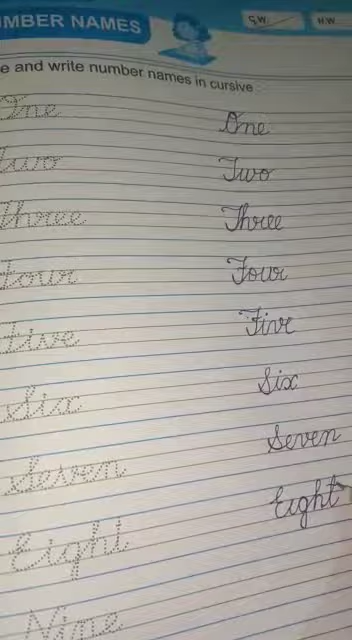 UMBER NAMES
C.W.
H.W.
e and write number names in cursive
One One
Two Two
Three Three
Four Four
Five Five
Six Six
Seven Seven
Eight Eight
Nine